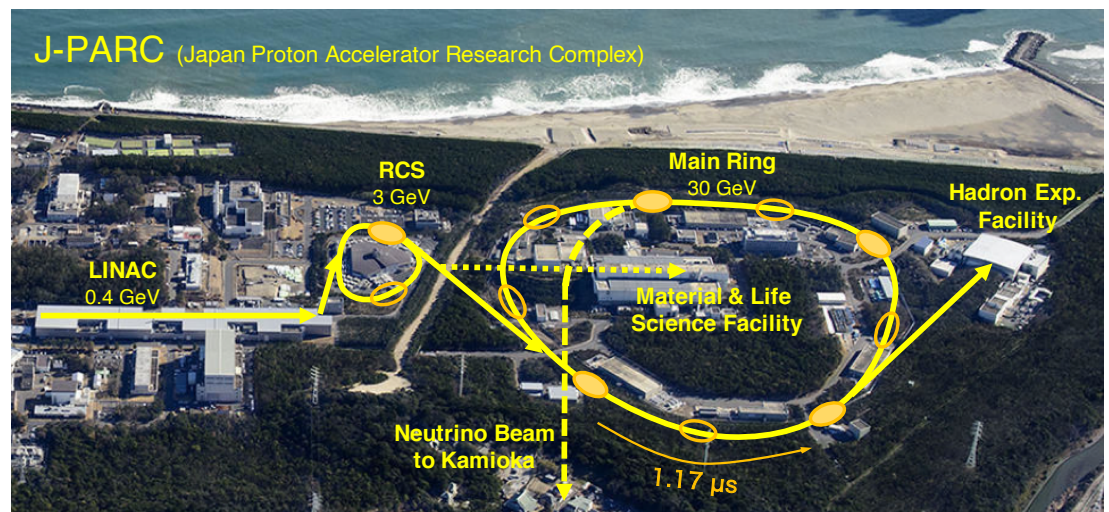 J-PARC (Japan Proton Accelerator Research Complex)
RCS
3 GeV
Main Ring
30 GeV
Hadron Exp.
Facility
LINAC
0.4 GeV
Material & Life
Science Facility
Neutrino Beam
to Kamioka
1.17 μs